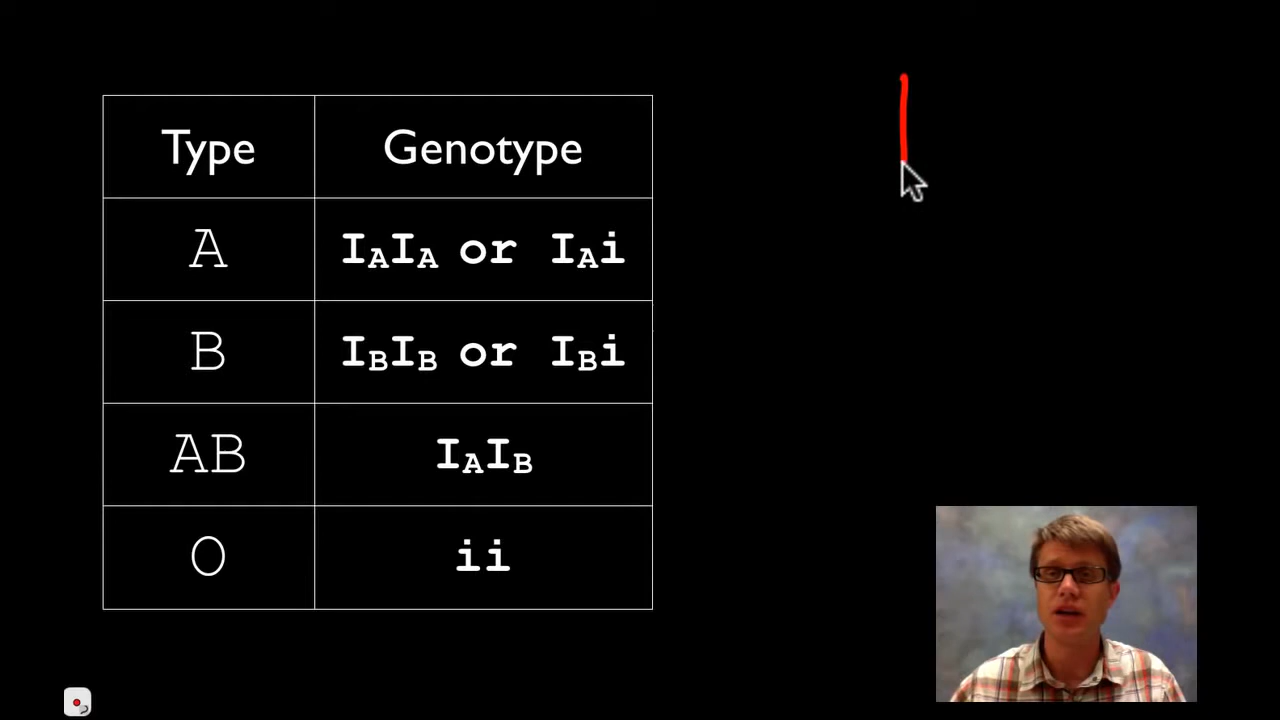 Type Genotype
A IAIA or IAi
B IBIB or IBi
AB IAIB
O ii